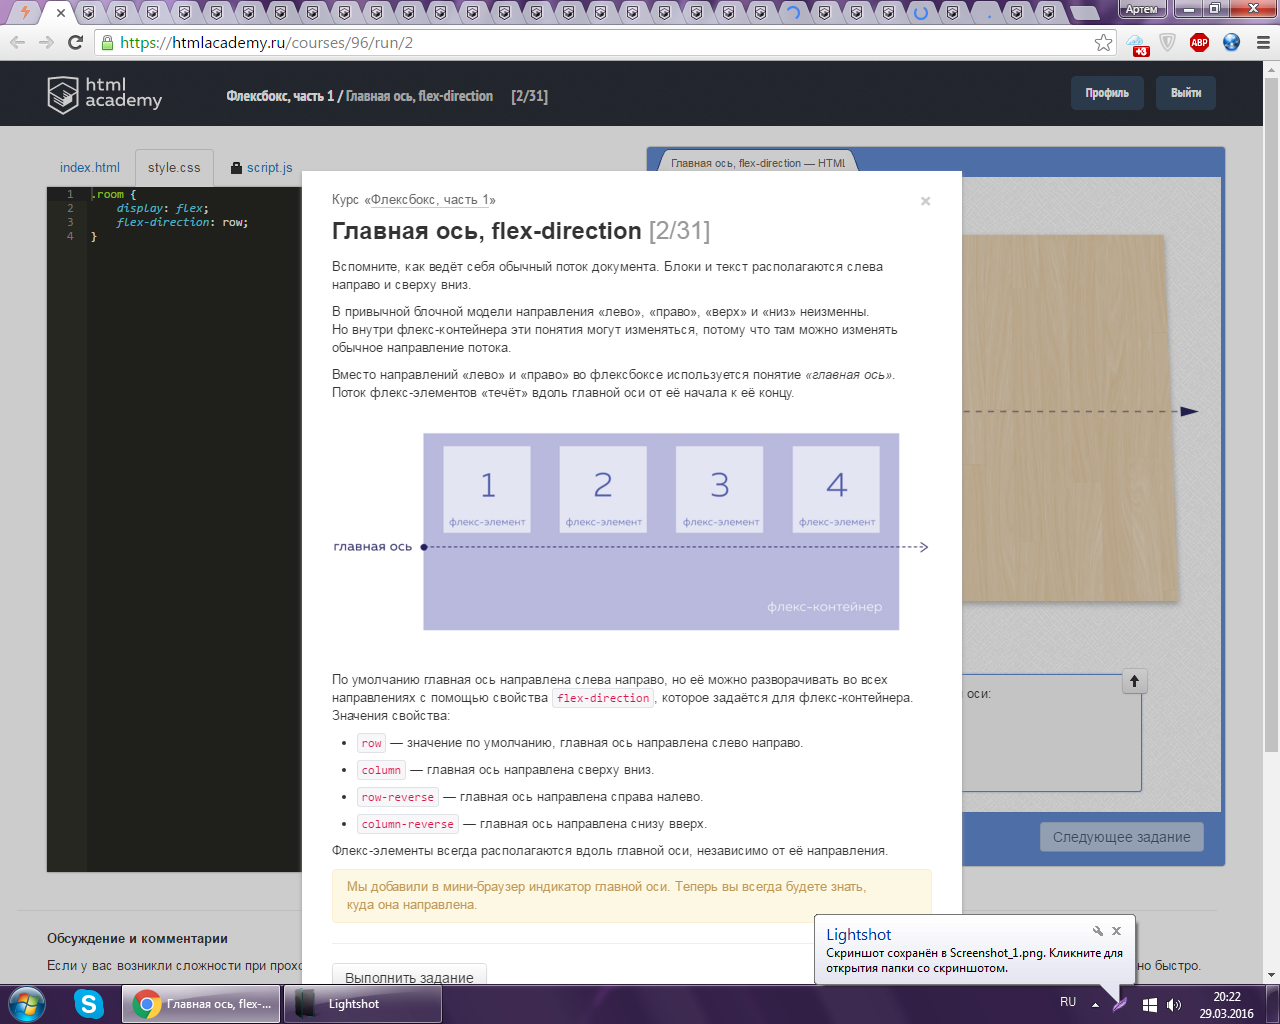 Артем
https://htmlacademy.ru/courses/96/run/2
+3
ABP
html
academy
Флексбокс, часть 1 / Главная ось, flex-direction [2/31]
Профиль
Выйти
index.html
style.css
script.js
Главная ось, flex-direction — HTML
1 .room {
2 display: flex;
3 flex-direction: row;
4 }
Курс «Флексбокс, часть 1»
Главная ось, flex-direction [2/31]
Вспомните, как ведёт себя обычный поток документа. Блоки и текст располагаются слева
направо и сверху вниз.
В привычной блочной модели направления «лево», «право», «верх» и «низ» неизменны.
Но внутри флекс-контейнера эти понятия могут изменяться, потому что там можно изменять
обычное направление потока.
Вместо направлений «лево» и «право» во флексбоксе используется понятие «главная ось».
Поток флекс-элементов «течёт» вдоль главной оси от её начала к её концу.
1 2 3 4
флекс-элемент флекс-элемент флекс-элемент флекс-элемент
главная ось
флекс-контейнер
По умолчанию главная ось направлена слева направо, но её можно разворачивать во всех
направлениях с помощью свойства flex-direction, которое задаётся для флекс-контейнера.
Значения свойства:
• row — значение по умолчанию, главная ось направлена слево направо.
• column — главная ось направлена сверху вниз.
• row-reverse — главная ось направлена справа налево.
• column-reverse — главная ось направлена снизу вверх.
Флекс-элементы всегда располагаются вдоль главной оси, независимо от её направления.
Мы добавили в мини-браузер индикатор главной оси. Теперь вы всегда будете знать,
куда она направлена.
Выполнить задание
оси:
Следующее задание
Обсуждение и комментарии
Если у вас возникли сложности при прохо
но быстро.
Lightshot
Скриншот сохранён в Screenshot_1.png. Кликните для
открытия папки со скриншотом.
Главная ось, flex-...
Lightshot
RU
20:22
29.03.2016